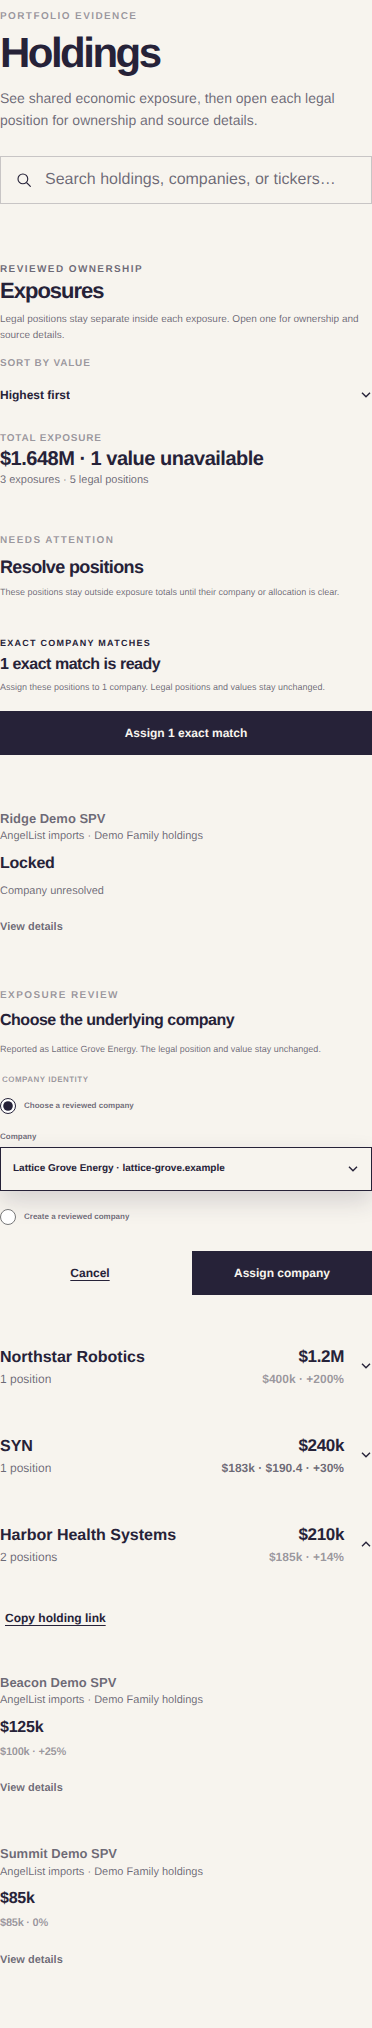 PORTFOLIO EVIDENCE
Holdings
See shared economic exposure, then open each legal
position for ownership and source details.
Search holdings, companies, or tickers…
REVIEWED OWNERSHIP
Exposures
Legal positions stay separate inside each exposure. Open one for ownership and
source details.
SORT BY VALUE
Highest first
TOTAL EXPOSURE
$1.648M · 1 value unavailable
3 exposures · 5 legal positions
NEEDS ATTENTION
Resolve positions
These positions stay outside exposure totals until their company or allocation is clear.
EXACT COMPANY MATCHES
1 exact match is ready
Assign these positions to 1 company. Legal positions and values stay unchanged.
Assign 1 exact match
Ridge Demo SPV
AngelList imports · Demo Family holdings
Locked
Company unresolved
View details
EXPOSURE REVIEW
Choose the underlying company
Reported as Lattice Grove Energy. The legal position and value stay unchanged.
COMPANY IDENTITY
Choose a reviewed company
Company
Lattice Grove Energy · lattice-grove.example
Create a reviewed company
Cancel Assign company
Northstar Robotics $1.2M
1 position $400k · +200%
SYN $240k
1 position $183k · $190.4 · +30%
Harbor Health Systems $210k
2 positions $185k · +14%
Copy holding link
Beacon Demo SPV
AngelList imports · Demo Family holdings
$125k
$100k · +25%
View details
Summit Demo SPV
AngelList imports · Demo Family holdings
$85k
$85k · 0%
View details